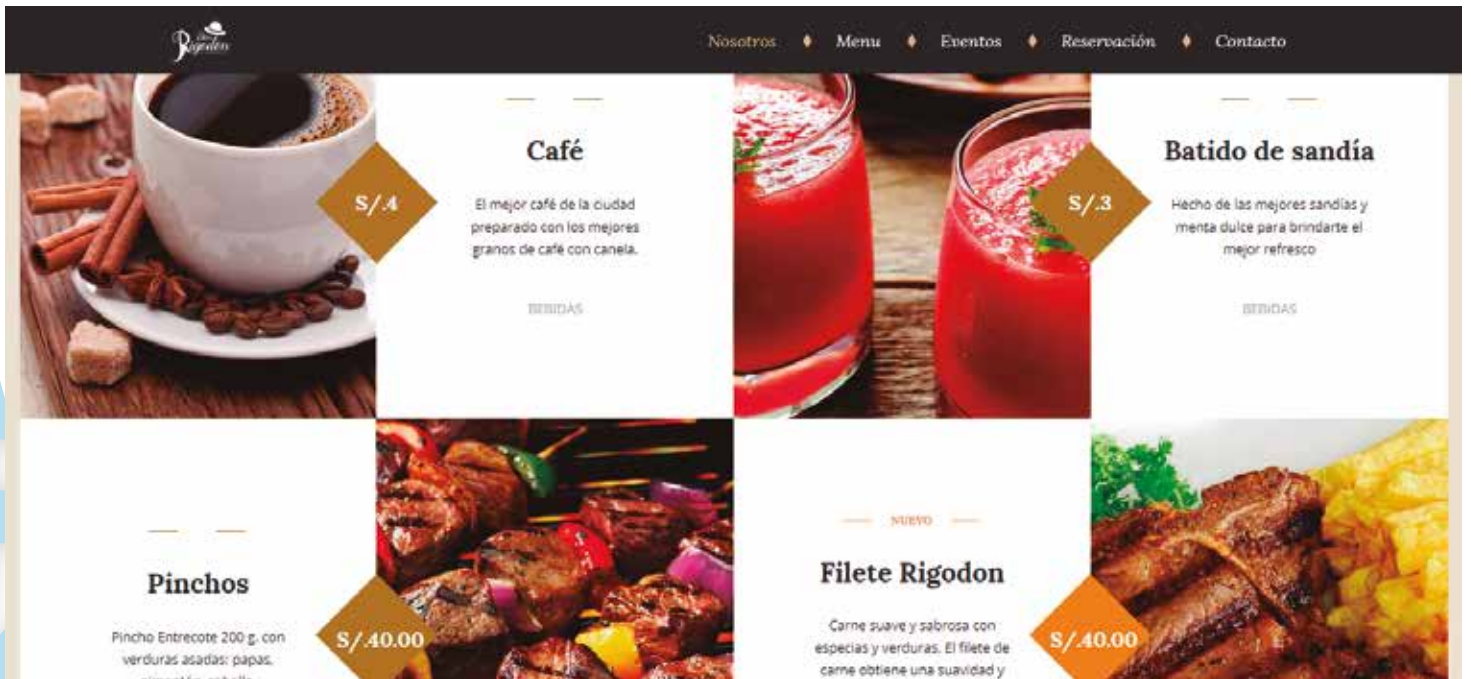 Rigodon
Nosotros
Menu
Eventos
Reservación
Contacto
Café
S/.4
El mejor café de la ciudad
preparado con los mejores
granos de café con canela.
BEBIDAS
Batido de sandía
S/.3
Hecho de las mejores sandías y
menta dulce para brindarte el
mejor refresco
BEBIDAS
Pinchos
S/.40.00
Pincho Entrecote 200 g. con
verduras asadas: papas,
NUEVO
Filete Rigodon
S/.40.00
Carne suave y sabrosa con
especias y verduras. El filete de
carne obtiene una suavidad y